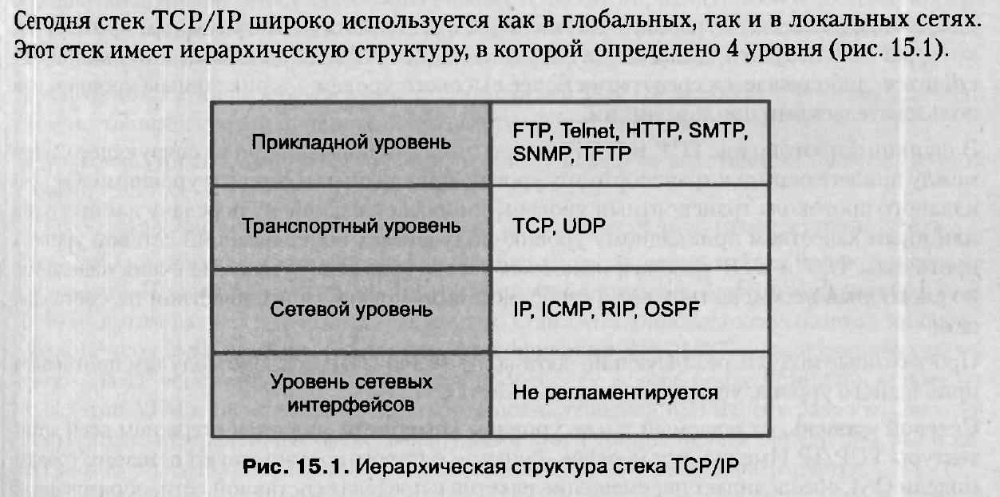 Сегодня стек TCP/IP широко используется как в глобальных, так и в локальных сетях.
Этот стек имеет иерархическую структуру, в которой определено 4 уровня (рис. 15.1).
Прикладной уровень
FTP, Telnet, HTTP, SMTP,
SNMP, TFTP
Транспортный уровень
TCP, UDP
Сетевой уровень
IP, ICMP, RIP, OSPF
Уровень сетевых
интерфейсов
Не регламентируется
Рис. 15.1. Иерархическая структура стека TCP/IP